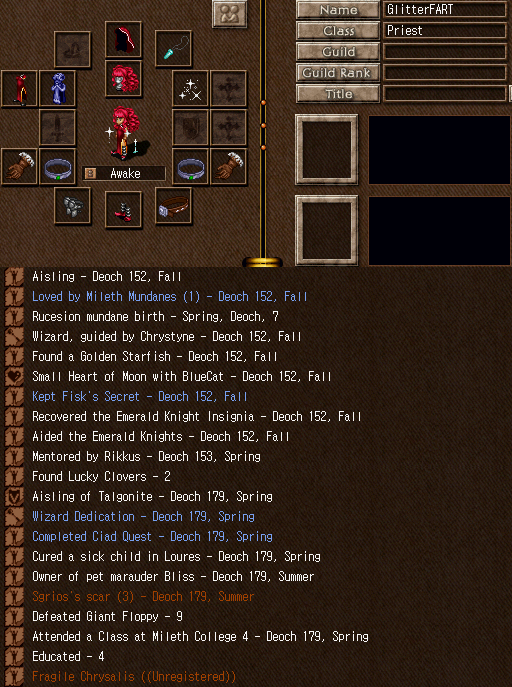 Name GlitterFART
Class Priest
Guild
Guild Rank
Title
Awake
Aisling - Deoch 152, Fall
Loved by Mileth Mundanes (1) - Deoch 152, Fall
Rucesion mundane birth - Spring, Deoch, 7
Wizard, guided by Chrystyne - Deoch 152, Fall
Found a Golden Starfish - Deoch 152, Fall
Small Heart of Moon with BlueCat - Deoch 152, Fall
Kept Fisk's Secret - Deoch 152, Fall
Recovered the Emerald Knight Insignia - Deoch 152, Fall
Aided the Emerald Knights - Deoch 152, Fall
Mentored by Rikkus - Deoch 153, Spring
Found Lucky Clovers - 2
Aisling of Talgonite - Deoch 179, Spring
Wizard Dedication - Deoch 179, Spring
Completed Ciad Quest - Deoch 179, Spring
Cured a sick child in Loures - Deoch 179, Spring
Owner of pet marauder Bliss - Deoch 179, Summer
Sgrios's scar (3) - Deoch 179, Summer
Defeated Giant Floppy - 9
Attended a Class at Mileth College 4 - Deoch 179, Spring
Educated - 4
Fragile Chrysalis ((Unregistered))